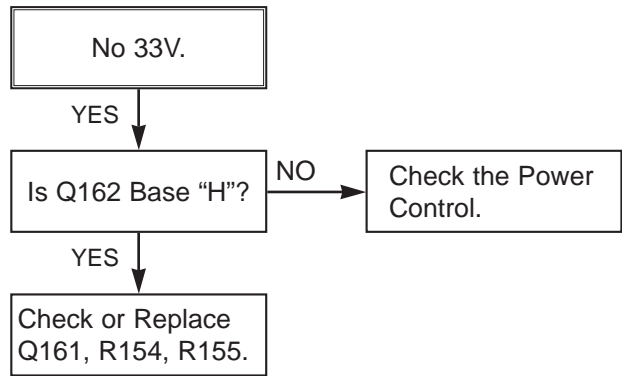 No 33V.
YES
Is Q162 Base “H”?
NO
Check the Power
Control.
YES
Check or Replace
Q161, R154, R155.